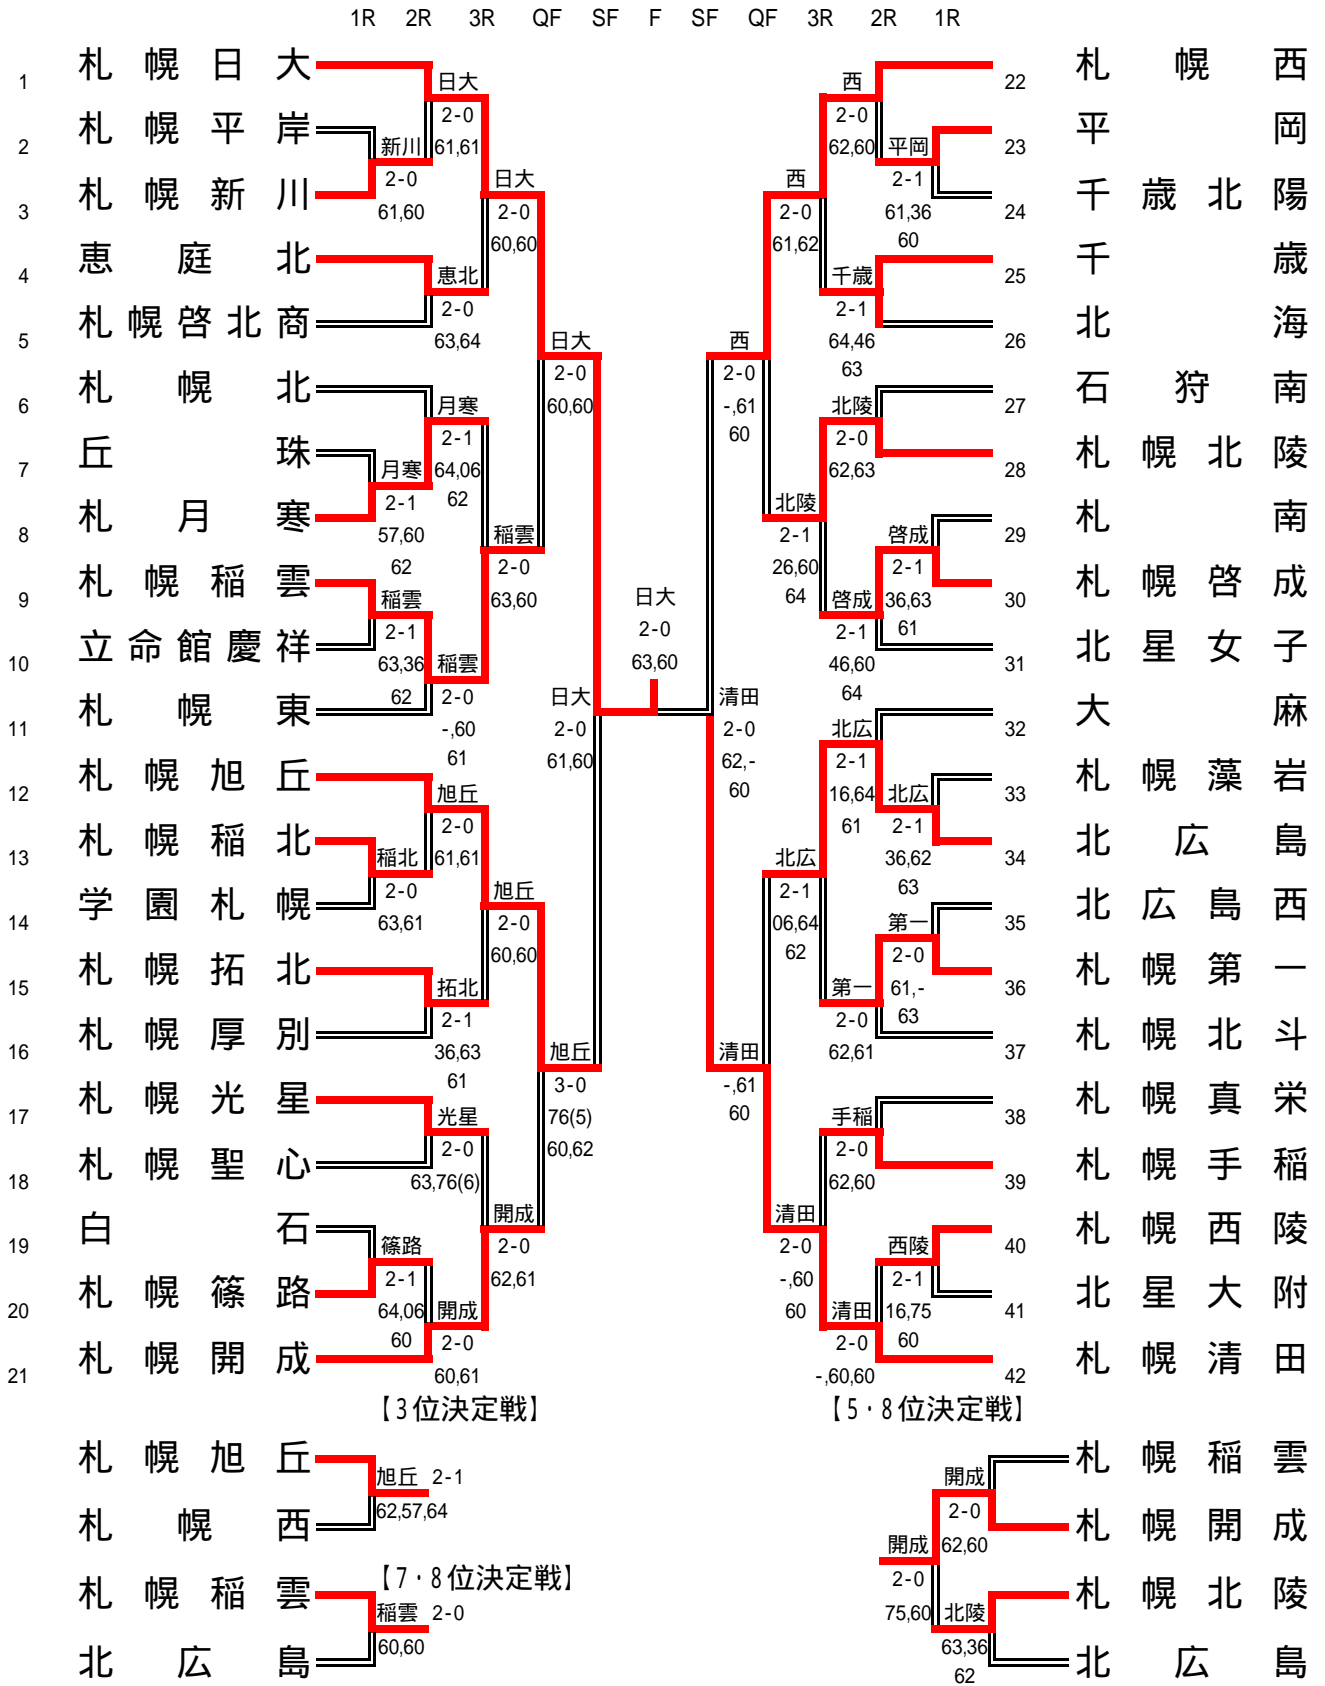 1R 2R 3R QF SF F SF QF 3R 2R 1R
1 札幌日大
2 札幌平岸
3 札幌新川
4 恵庭北
5 札幌啓北商
6 札幌北
7 丘珠
8 札月寒
9 札幌稲雲
10 立命館慶祥
11 札幌東
12 札幌旭丘
13 札幌稲北
14 学園札幌
15 札幌拓北
16 札幌厚別
17 札幌光星
18 札幌聖心
19 白石
20 札幌篠路
21 札幌開成
新川
2-0
61,60
月寒
2-1
57,60
62
稲雲
2-1
63,36
62
稲北
2-0
63,61
篠路
2-1
64,06
60
日大
2-0
61,61
恵北
2-0
63,64
月寒
2-1
64,06
62
稲雲
2-0
-,60
61
旭丘
2-0
61,61
拓北
2-1
36,63
61
光星
2-0
63,76(6)
開成
2-0
60,61
日大
2-0
60,60
稲雲
2-0
63,60
旭丘
2-0
60,60
開成
2-0
62,61
日大
2-0
60,60
旭丘
3-0
76(5)
60,62
日大
2-0
61,60
日大
2-0
63,60
清田
2-0
62,-
60
西
2-0
-,61
60
清田
-,61
60
西
2-0
61,62
北陵
2-1
26,60
64
北広
2-1
06,64
62
清田
2-0
-,60
60
西
2-0
62,60
千歳
2-1
64,46
63
北陵
2-0
62,63
啓成
2-1
46,60
64
北広
2-1
16,64
61
第一
2-0
62,61
手稲
2-0
62,60
清田
2-0
-,60,60
平岡
2-1
61,36
60
啓成
2-1
36,63
61
北広
2-1
36,62
63
第一
2-0
61,-
63
西陵
2-1
16,75
60
22 札幌西
23 平岡
24 千歳北陽
25 千歳
26 北海
27 石狩南
28 札幌北陵
29 札南
30 札幌啓成
31 北星女子
32 大麻
33 札幌藻岩
34 北広島
35 北広島西
36 札幌第一
37 札幌北斗
38 札幌真栄
39 札幌手稲
40 札幌西陵
41 北星大附
42 札幌清田
【3位決定戦】
札幌旭丘
札幌西
旭丘 2-1
62,57,64
【7・8位決定戦】
札幌稲雲
北広島
稲雲 2-0
60,60
【5・8位決定戦】
札幌稲雲
札幌開成
札幌北陵
北広島
開成
2-0
62,60
北陵
63,36
62
開成
2-0
75,60